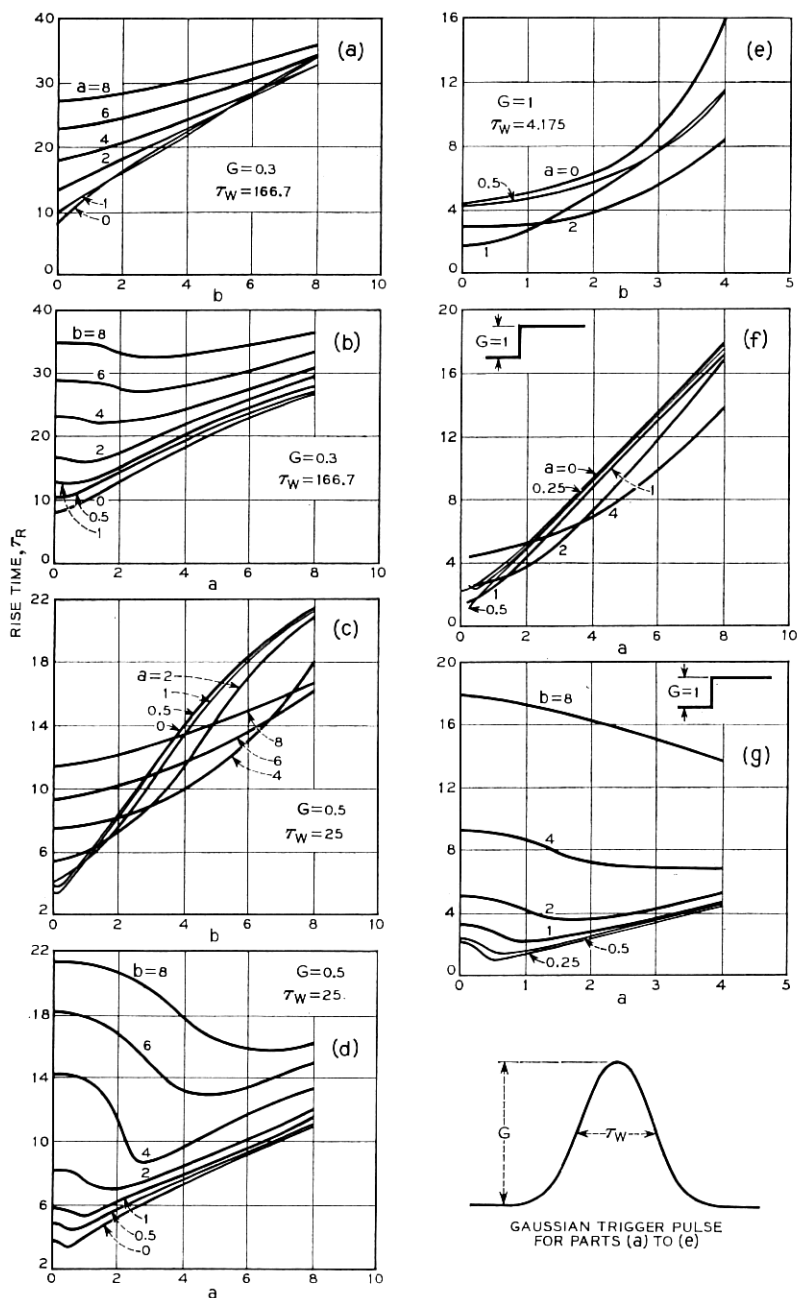 RISE TIME, τR
(a)
40
30
20
10
0
a=8
6
4
2
1
0
G=0.3
τW=166.7
0 2 4 6 8 10
b
(b)
40
30
20
10
0
b=8
6
4
2
0
0.5
1
G=0.3
τW=166.7
0 2 4 6 8 10
a
(c)
22
18
14
10
6
2
a=2
1
0.5
0
8
6
4
G=0.5
τW=25
0 2 4 6 8 10
b
(d)
22
18
14
10
6
2
b=8
6
4
2
1
0.5
0
G=0.5
τW=25.
0 2 4 6 8 10
a
(e)
16
12
8
4
0
G=1
τW=4.175
a=0
0.5
2
1
0 1 2 3 4 5
b
(f)
20
16
12
8
4
0
G=1
a=0
0.25
1
4
2
1
0.5
0 2 4 6 8 10
a
(g)
20
16
12
8
4
0
G=1
b=8
4
2
1
0.5
0.25
0 1 2 3 4 5
a
G
τW
GAUSSIAN TRIGGER PULSE
FOR PARTS (a) TO (e)